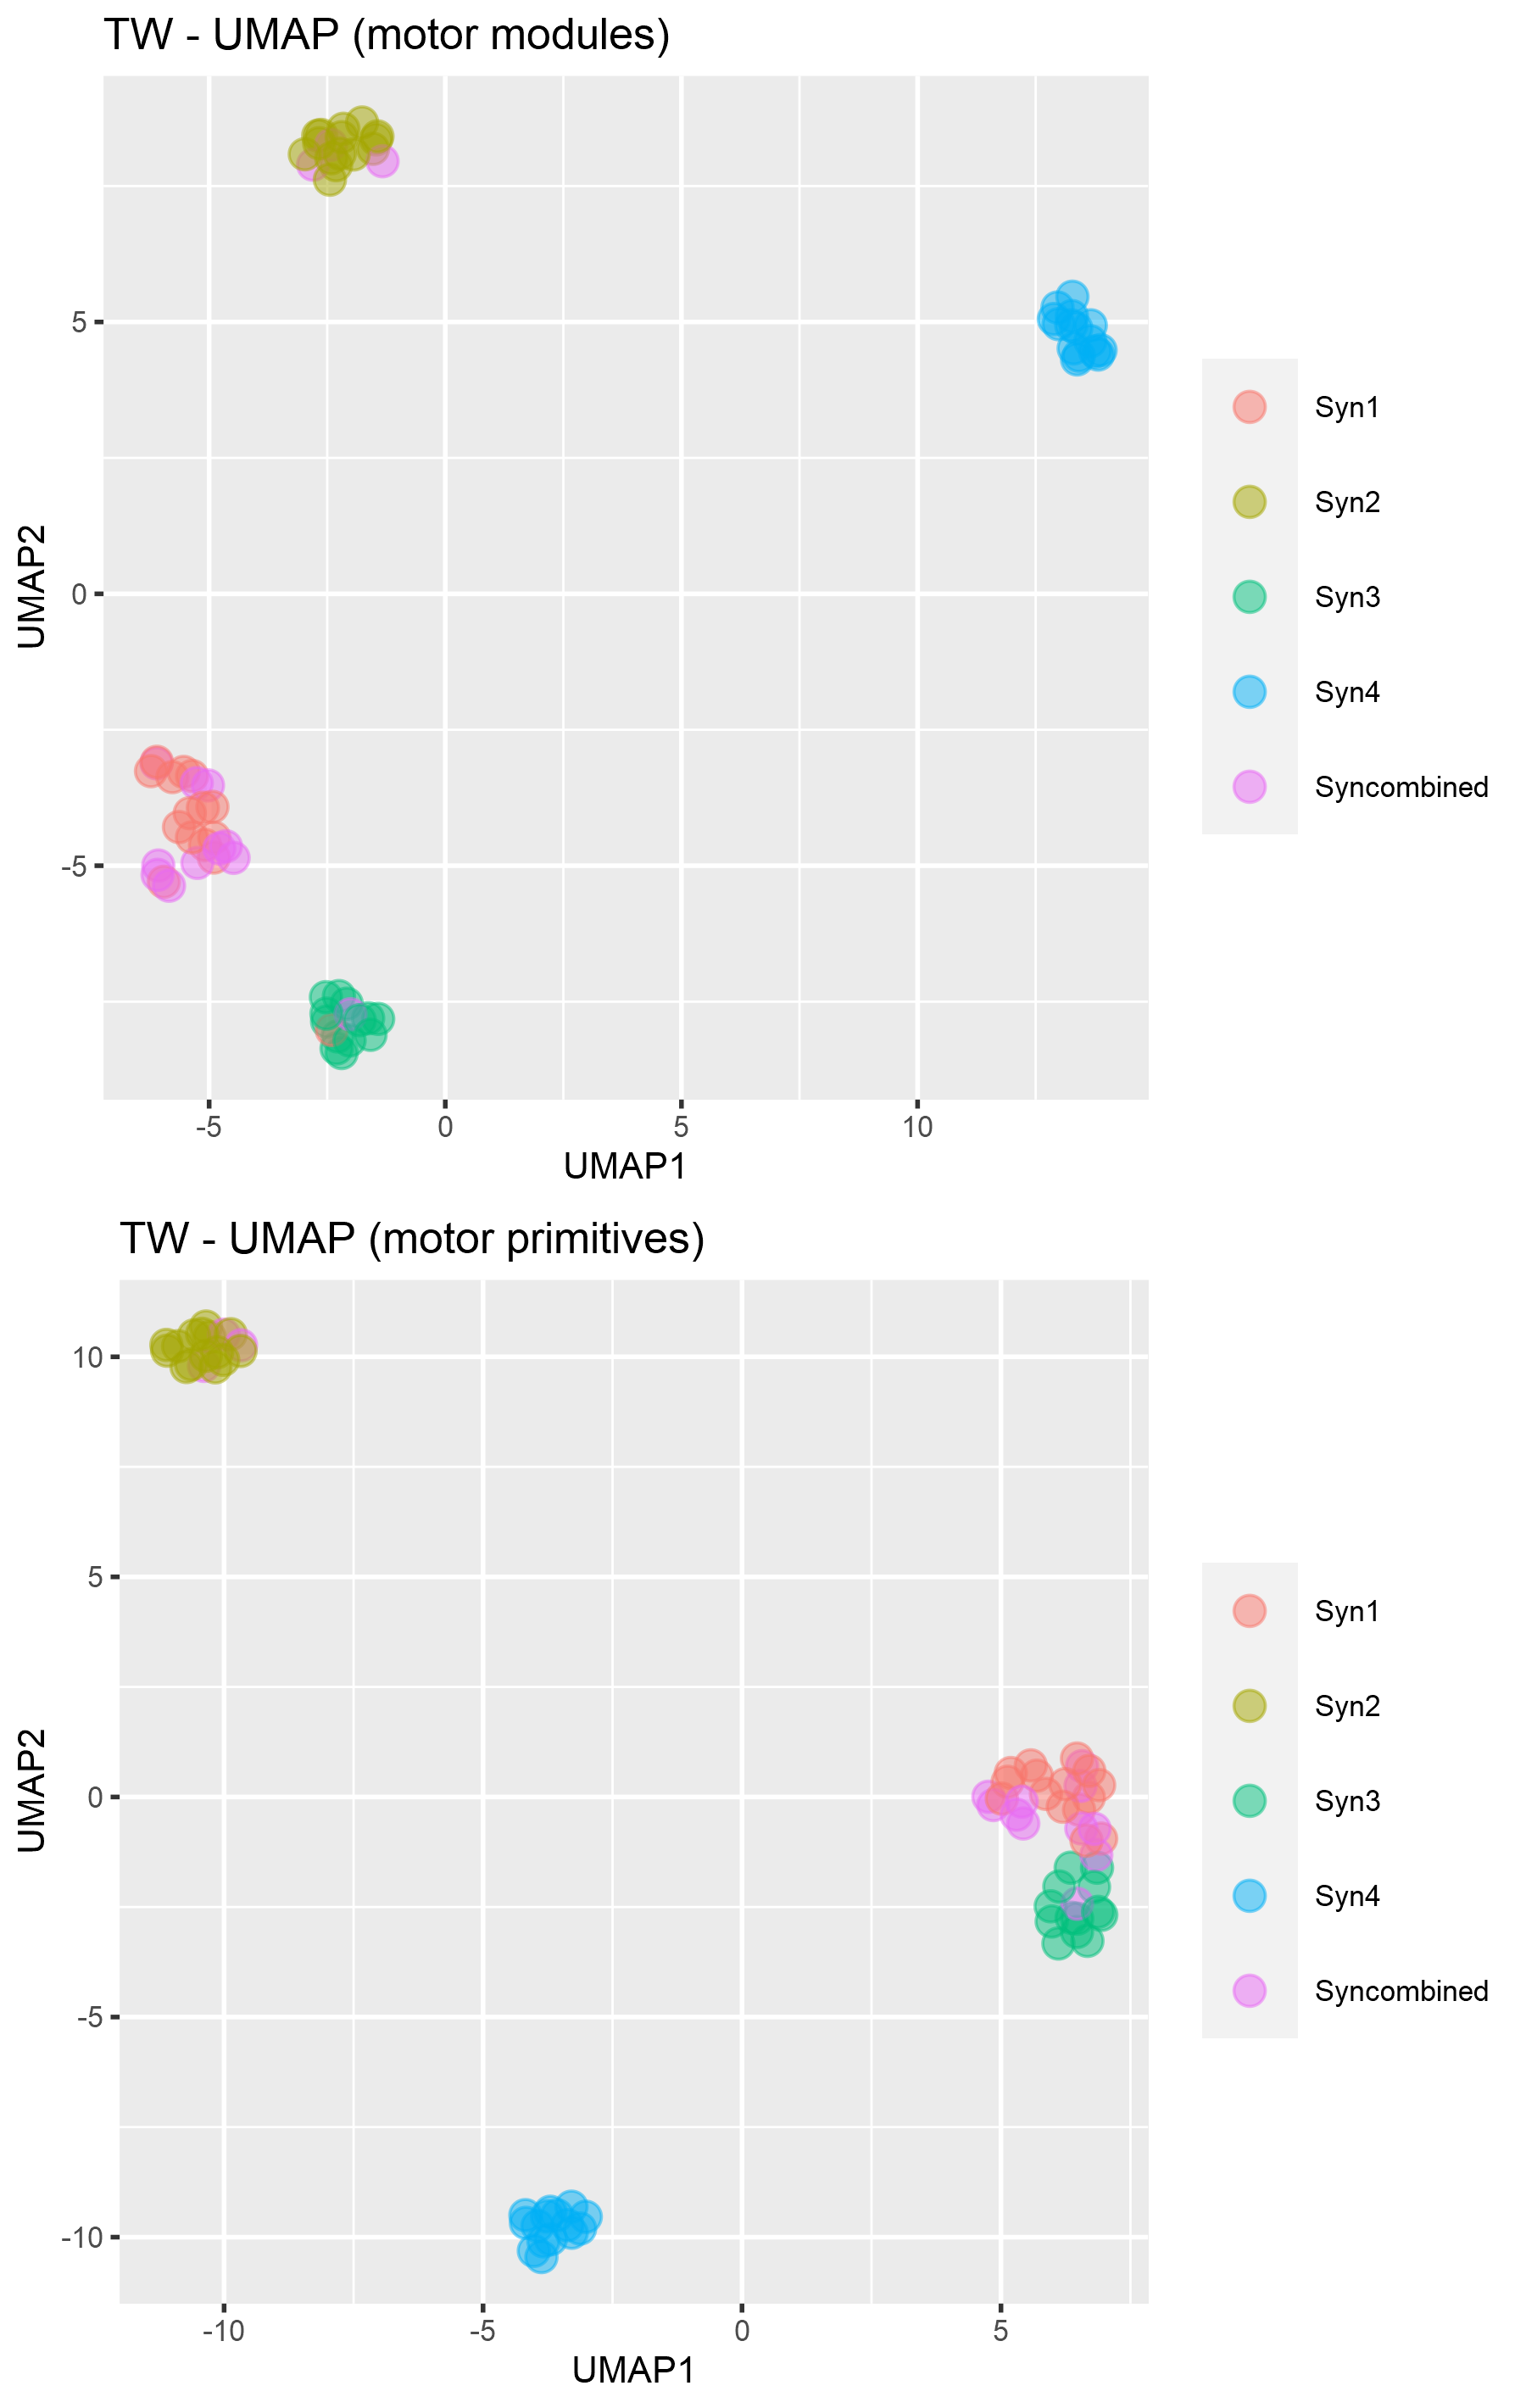 TW - UMAP (motor modules)
UMAP2
5
0
-5
-5
0
5
10
UMAP1
Syn1
Syn2
Syn3
Syn4
Syncombined
TW - UMAP (motor primitives)
UMAP2
10
5
0
-5
-10
-10
-5
0
5
UMAP1
Syn1
Syn2
Syn3
Syn4
Syncombined